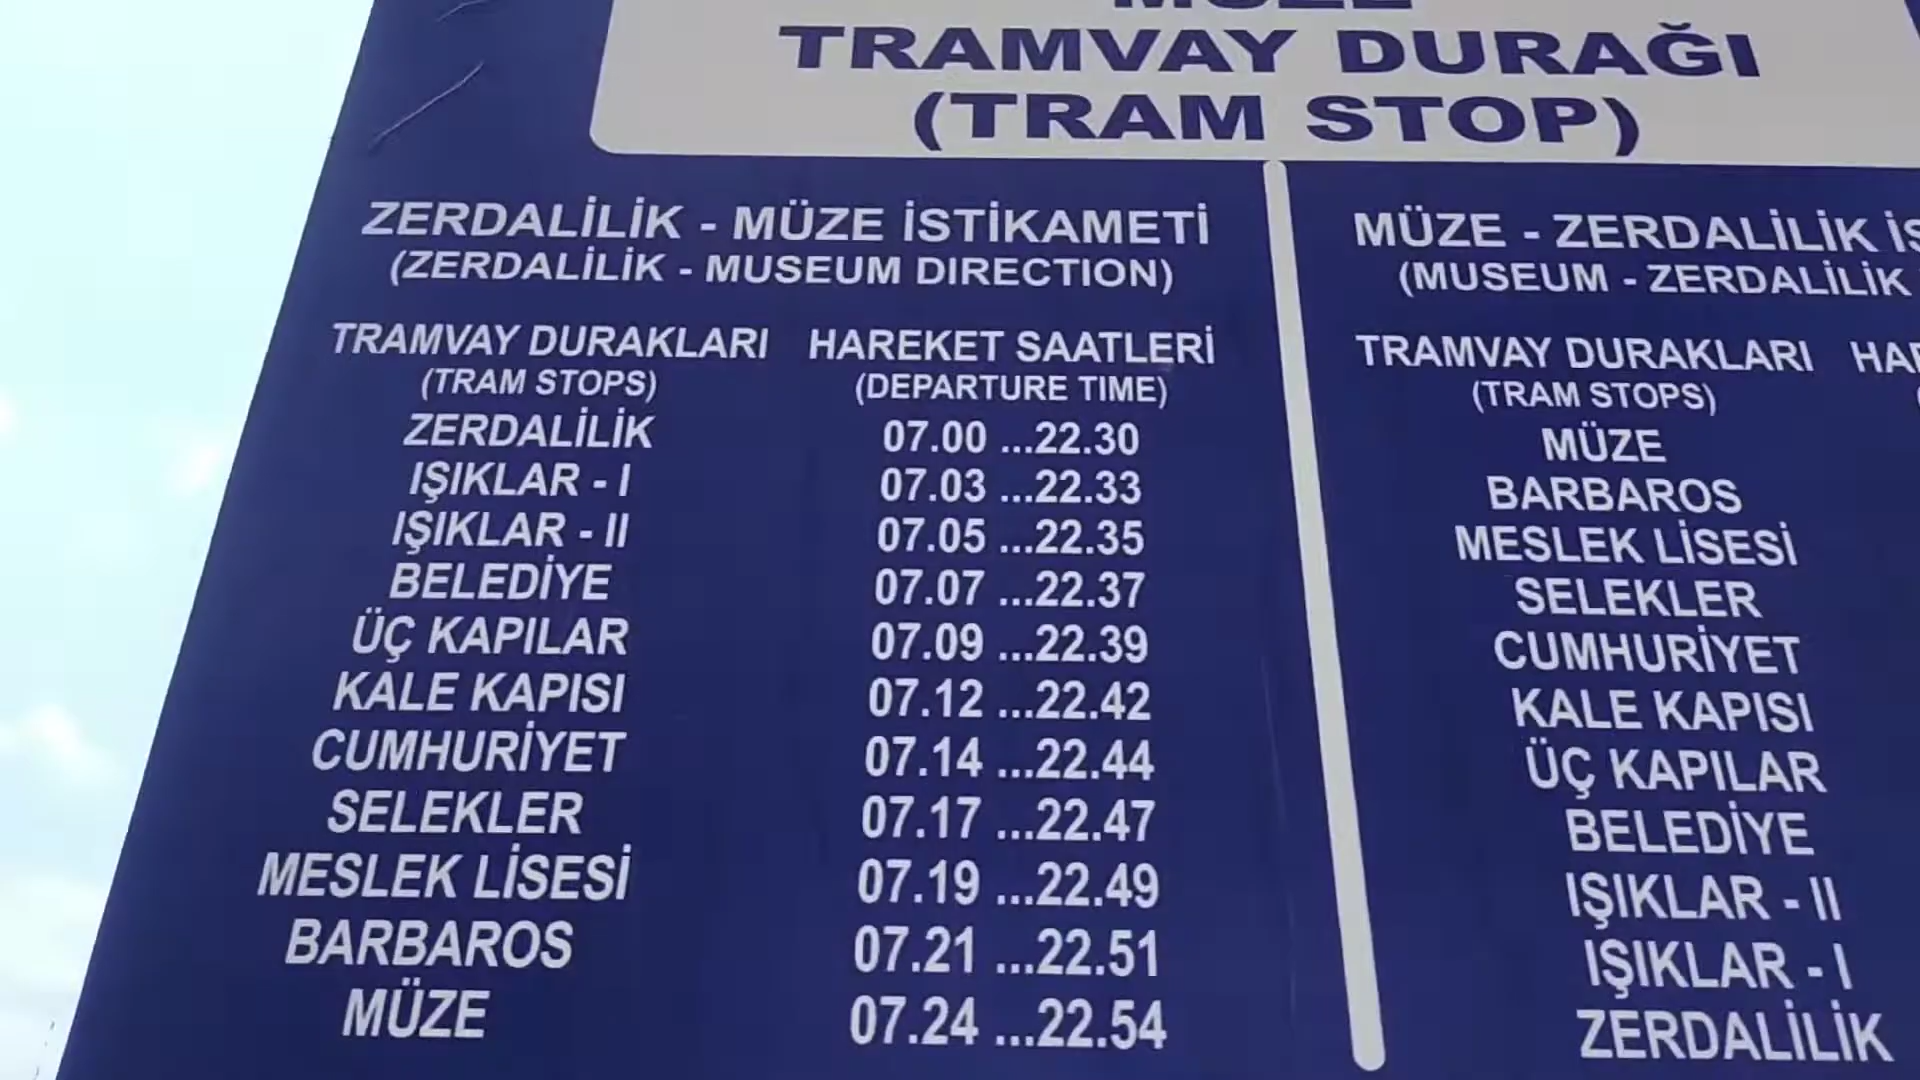 TRAMVAY DURAĞI
(TRAM STOP)
ZERDALİLİK - MÜZE İSTİKAMETİ
(ZERDALİLİK - MUSEUM DIRECTION)
TRAMVAY DURAKLARI HAREKET SAATLERİ
(TRAM STOPS) (DEPARTURE TIME)
ZERDALİLİK 07.00 ...22.30
IŞIKLAR - I 07.03 ...22.33
IŞIKLAR - II 07.05 ...22.35
BELEDİYE 07.07 ...22.37
ÜÇ KAPILAR 07.09 ...22.39
KALE KAPISI 07.12 ...22.42
CUMHURİYET 07.14 ...22.44
SELEKLER 07.17 ...22.47
MESLEK LİSESİ 07.19 ...22.49
BARBAROS 07.21 ...22.51
MÜZE 07.24 ...22.54
MÜZE - ZERDALİLİK
(MUSEUM - ZERDALİLİK
TRAMVAY DURAKLARI
(TRAM STOPS)
MÜZE
BARBAROS
MESLEK LİSESİ
SELEKLER
CUMHURİYET
KALE KAPISI
ÜÇ KAPILAR
BELEDİYE
IŞIKLAR - II
IŞIKLAR - I
ZERDALİLİK